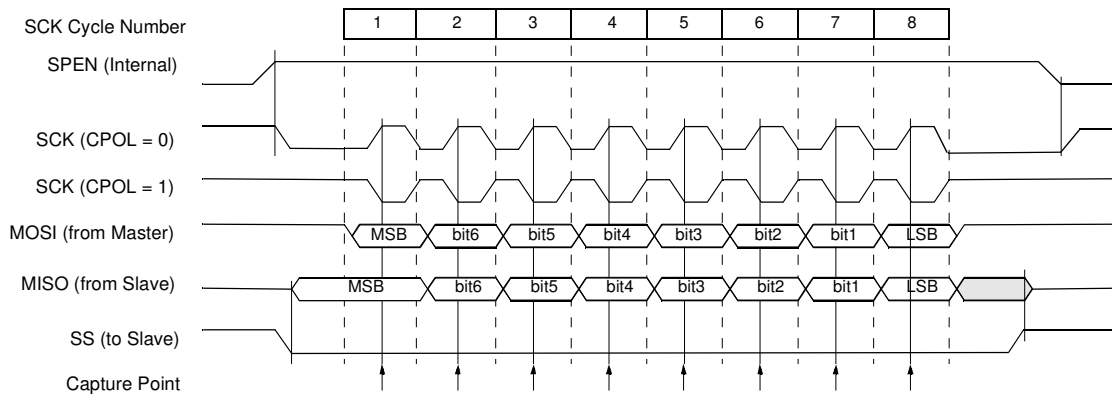 SCK Cycle Number 1 2 3 4 5 6 7 8
SPEN (Internal)
SCK (CPOL = 0)
SCK (CPOL = 1)
MOSI (from Master) MSB bit6 bit5 bit4 bit3 bit2 bit1 LSB
MISO (from Slave) MSB bit6 bit5 bit4 bit3 bit2 bit1 LSB
SS (to Slave)
Capture Point